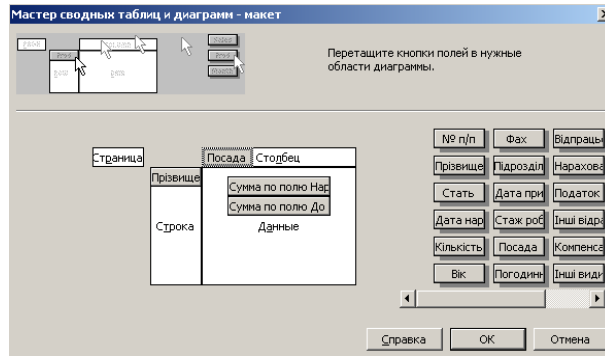 Мастер сводных таблиц и диаграмм - макет
Перетащите кнопки полей в нужные
области диаграммы.
Страница
Посада Столбец
Прізвище
Сумма по полю Нар
Сумма по полю До
Строка
Данные
№ п/п Фах Відпрацьо
Прізвище Підрозділ Нарахова
Стать Дата при Податок
Дата нар Стаж роб Інші відра
Кількість Посада Компенса
Вік Погодинн Інші види
Справка OK Отмена